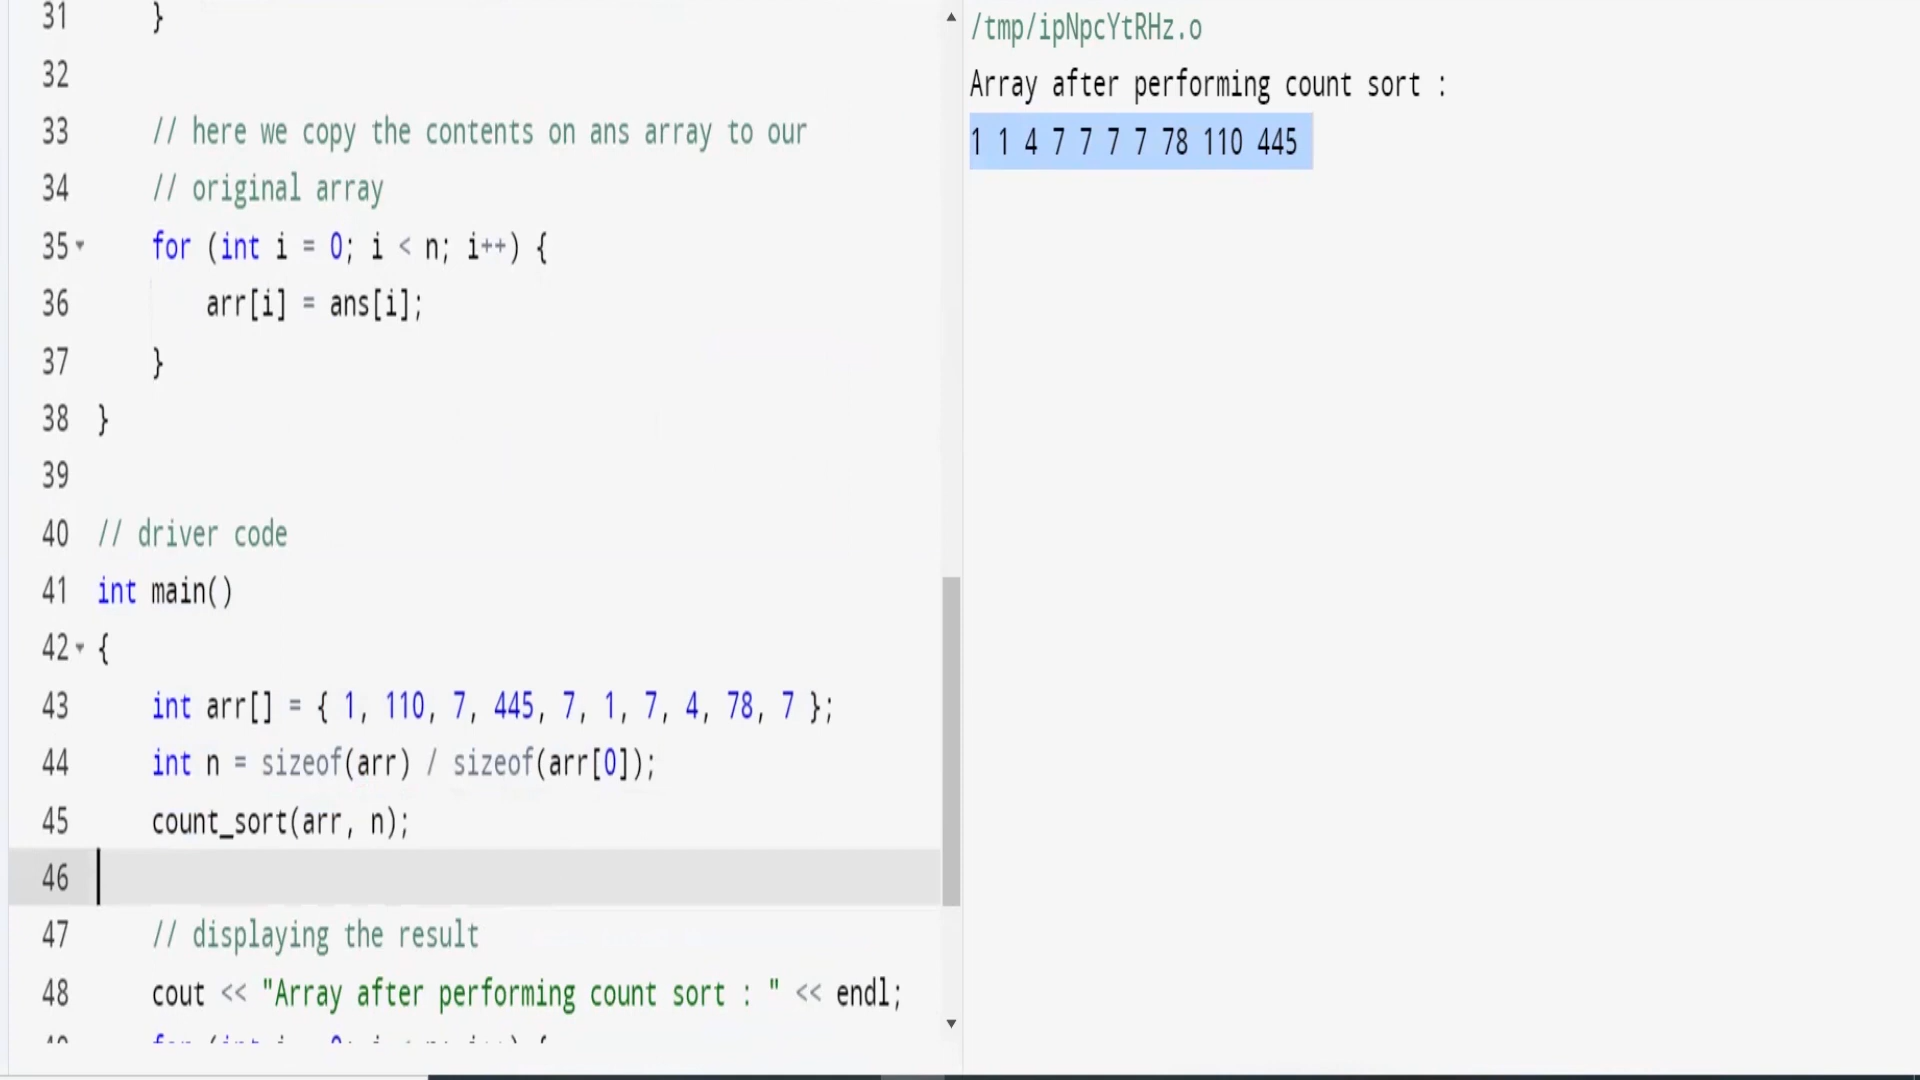 31 }
32
33 // here we copy the contents on ans array to our
34 // original array
35 for (int i = 0; i < n; i++) {
36 arr[i] = ans[i];
37 }
38 }
39
40 // driver code
41 int main()
42 {
43 int arr[] = { 1, 110, 7, 445, 7, 1, 7, 4, 78, 7 };
44 int n = sizeof(arr) / sizeof(arr[0]);
45 count_sort(arr, n);
46
47 // displaying the result
48 cout << "Array after performing count sort : " << endl;
/tmp/ipNpcYtRHz.o
Array after performing count sort :
1 1 4 7 7 7 7 78 110 445